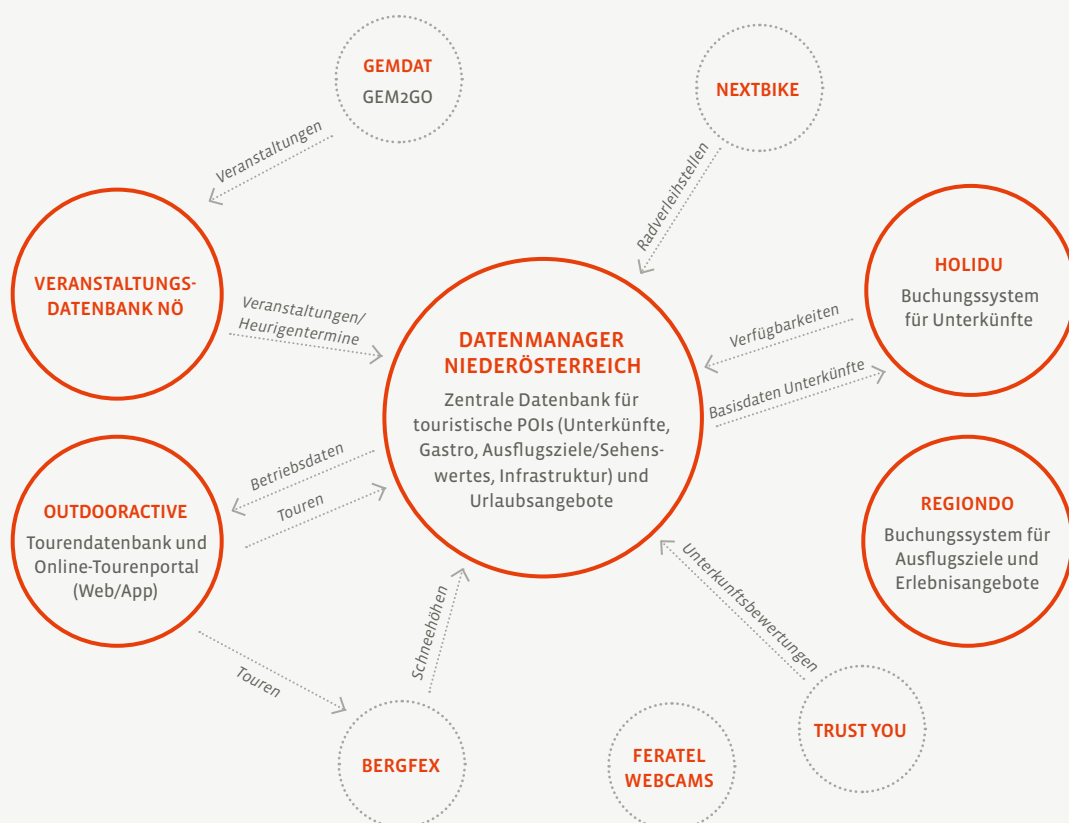 GEMDAT
GEM2GO
NEXTBIKE
Veranstaltungen
Radverleihstellen
VERANSTALTUNGS-
DATENBANK NÖ
Veranstaltungen/
Heurigentermine
DATENMANAGER
NIEDERÖSTERREICH
Zentrale Datenbank für
touristische POIs (Unterkünfte,
Gastro, Ausflugsziele/Sehens-
wertes, Infrastruktur) und
Urlaubsangebote
HOLIDU
Buchungssystem
für Unterkünfte
Verfügbarkeiten
Basisdaten Unterkünfte
OUTDOORACTIVE
Tourendatenbank und
Online-Tourenportal
(Web/App)
Betriebsdaten
Touren
REGIONDO
Buchungssystem für
Ausflugsziele und
Erlebnisangebote
Touren
Schneehöhen
Unterkunftsbewertungen
BERGFEX
FERATEL
WEBCAMS
TRUST YOU